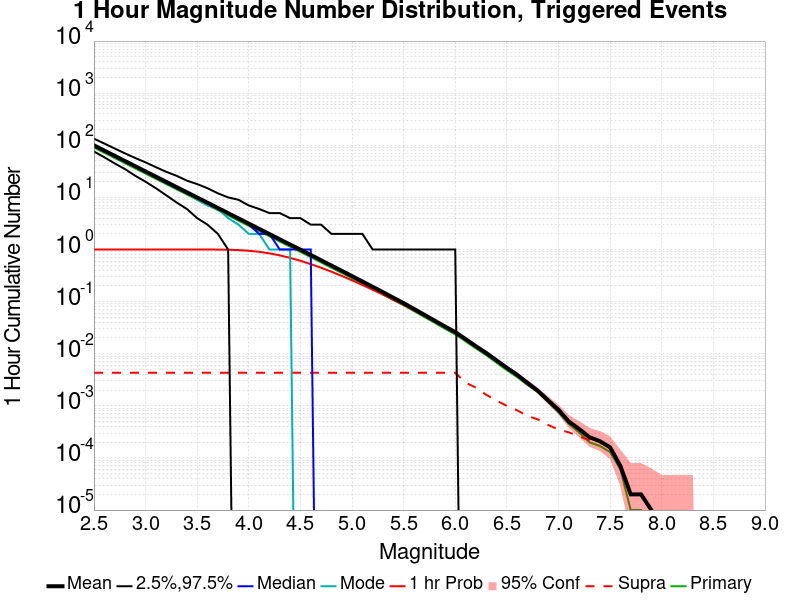 1 Hour Magnitude Number Distribution, Triggered Events
1 Hour Cumulative Number
10 4
10 3
10 2
10 1
10 0
10 -1
10 -2
10 -3
10 -4
10 -5
2.5 3.0 3.5 4.0 4.5 5.0 5.5 6.0 6.5 7.0 7.5 8.0 8.5 9.0
Magnitude
Mean 2.5%,97.5% Median Mode 1 hr Prob 95% Conf Supra Primary